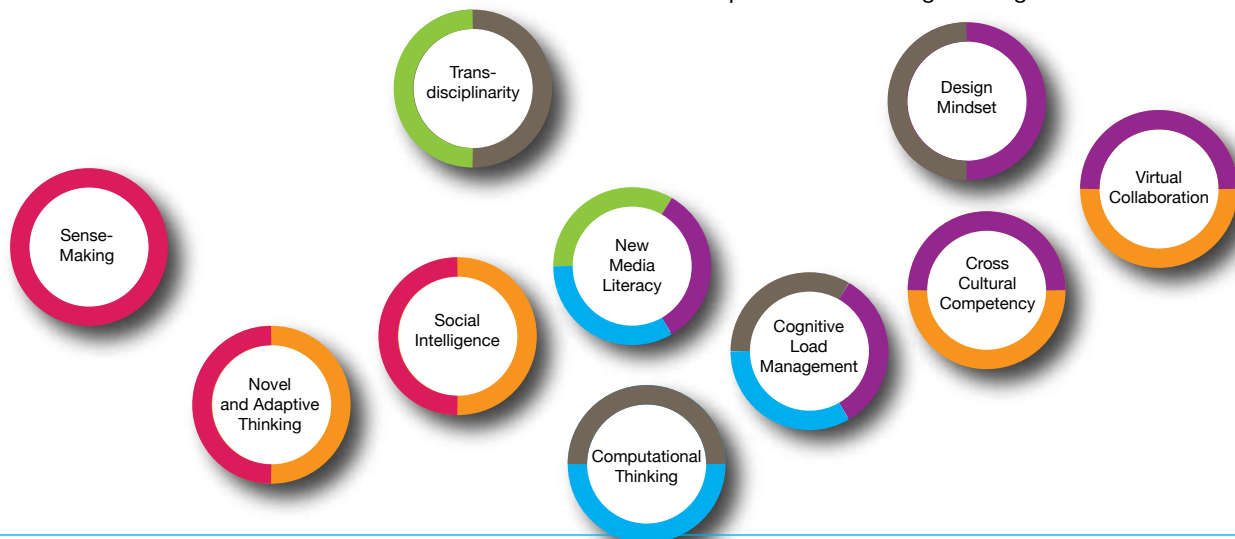 Trans-
disciplinarity
Design
Mindset
Virtual
Collaboration
Sense-
Making
New
Media
Literacy
Cross
Cultural
Competency
Social
Intelligence
Cognitive
Load
Management
Novel
and Adaptive
Thinking
Computational
Thinking